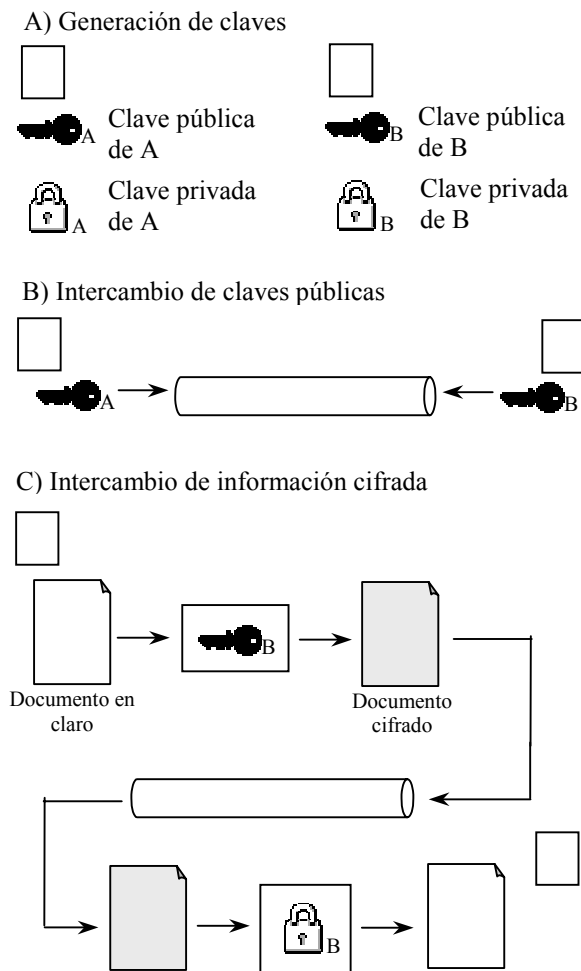 A) Generación de claves
A Clave pública
de A
B Clave pública
de B
A Clave privada
de A
B Clave privada
de B
B) Intercambio de claves públicas
A
B
C) Intercambio de información cifrada
B
Documento en
claro
Documento
cifrado
B